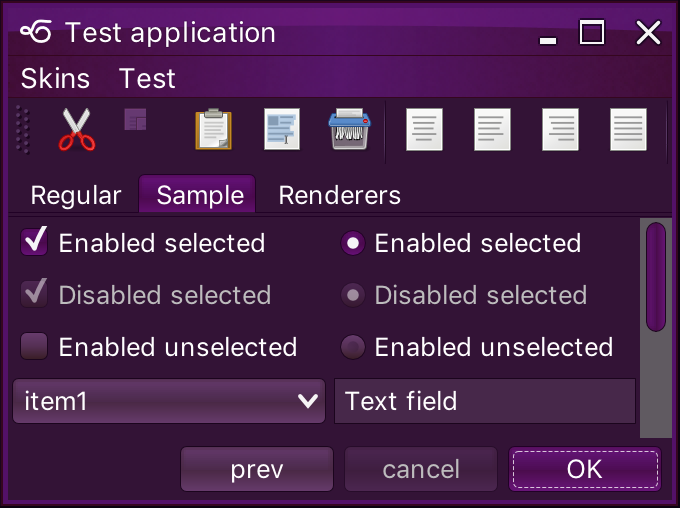 Test application
Skins Test
Regular Sample Renderers
Enabled selected Enabled selected
Disabled selected Disabled selected
Enabled unselected Enabled unselected
item1 Text field
prev cancel OK